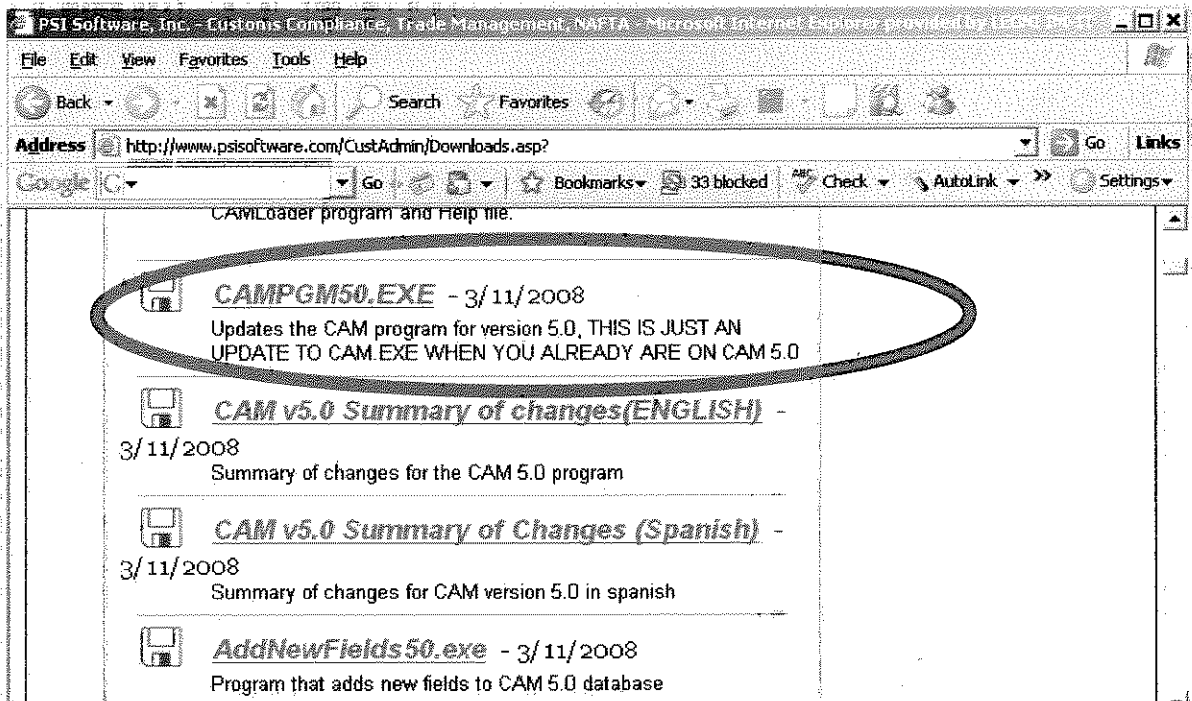 PSI Software, Inc. - Customs Compliance, Trade Management, NAFTA - Microsoft Internet Explorer provided by
File Edit View Favorites Tools Help
Back Search Favorites
Address http://www.psisoftware.com/CustAdmin/Downloads.asp? Go Links
Google Go Bookmarks 33 blocked ABC Check AutoLink >> Settings
CAMLoader program and Help file.
CAMPGM50.EXE - 3/11/2008
Updates the CAM program for version 5.0, THIS IS JUST AN
UPDATE TO CAM.EXE WHEN YOU ALREADY ARE ON CAM 5.0
CAM v5.0 Summary of changes(ENGLISH) -
3/11/2008
Summary of changes for the CAM 5.0 program
CAM v5.0 Summary of Changes (Spanish) -
3/11/2008
Summary of changes for CAM version 5.0 in spanish
AddNewFields50.exe - 3/11/2008
Program that adds new fields to CAM 5.0 database